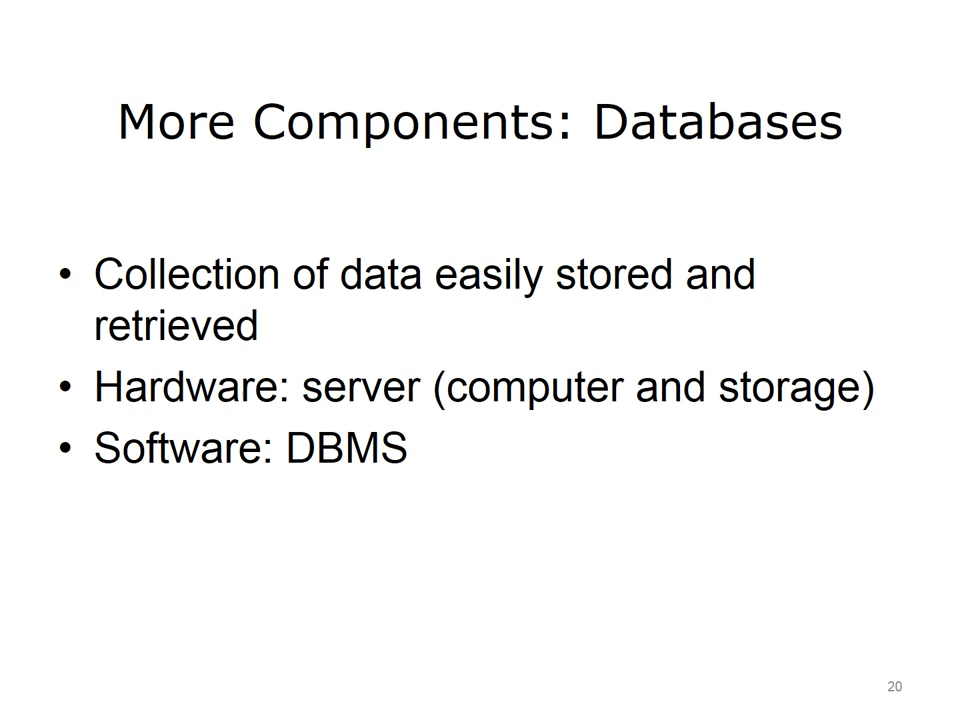 More Components: Databases
• Collection of data easily stored and
retrieved
• Hardware: server (computer and storage)
• Software: DBMS
20